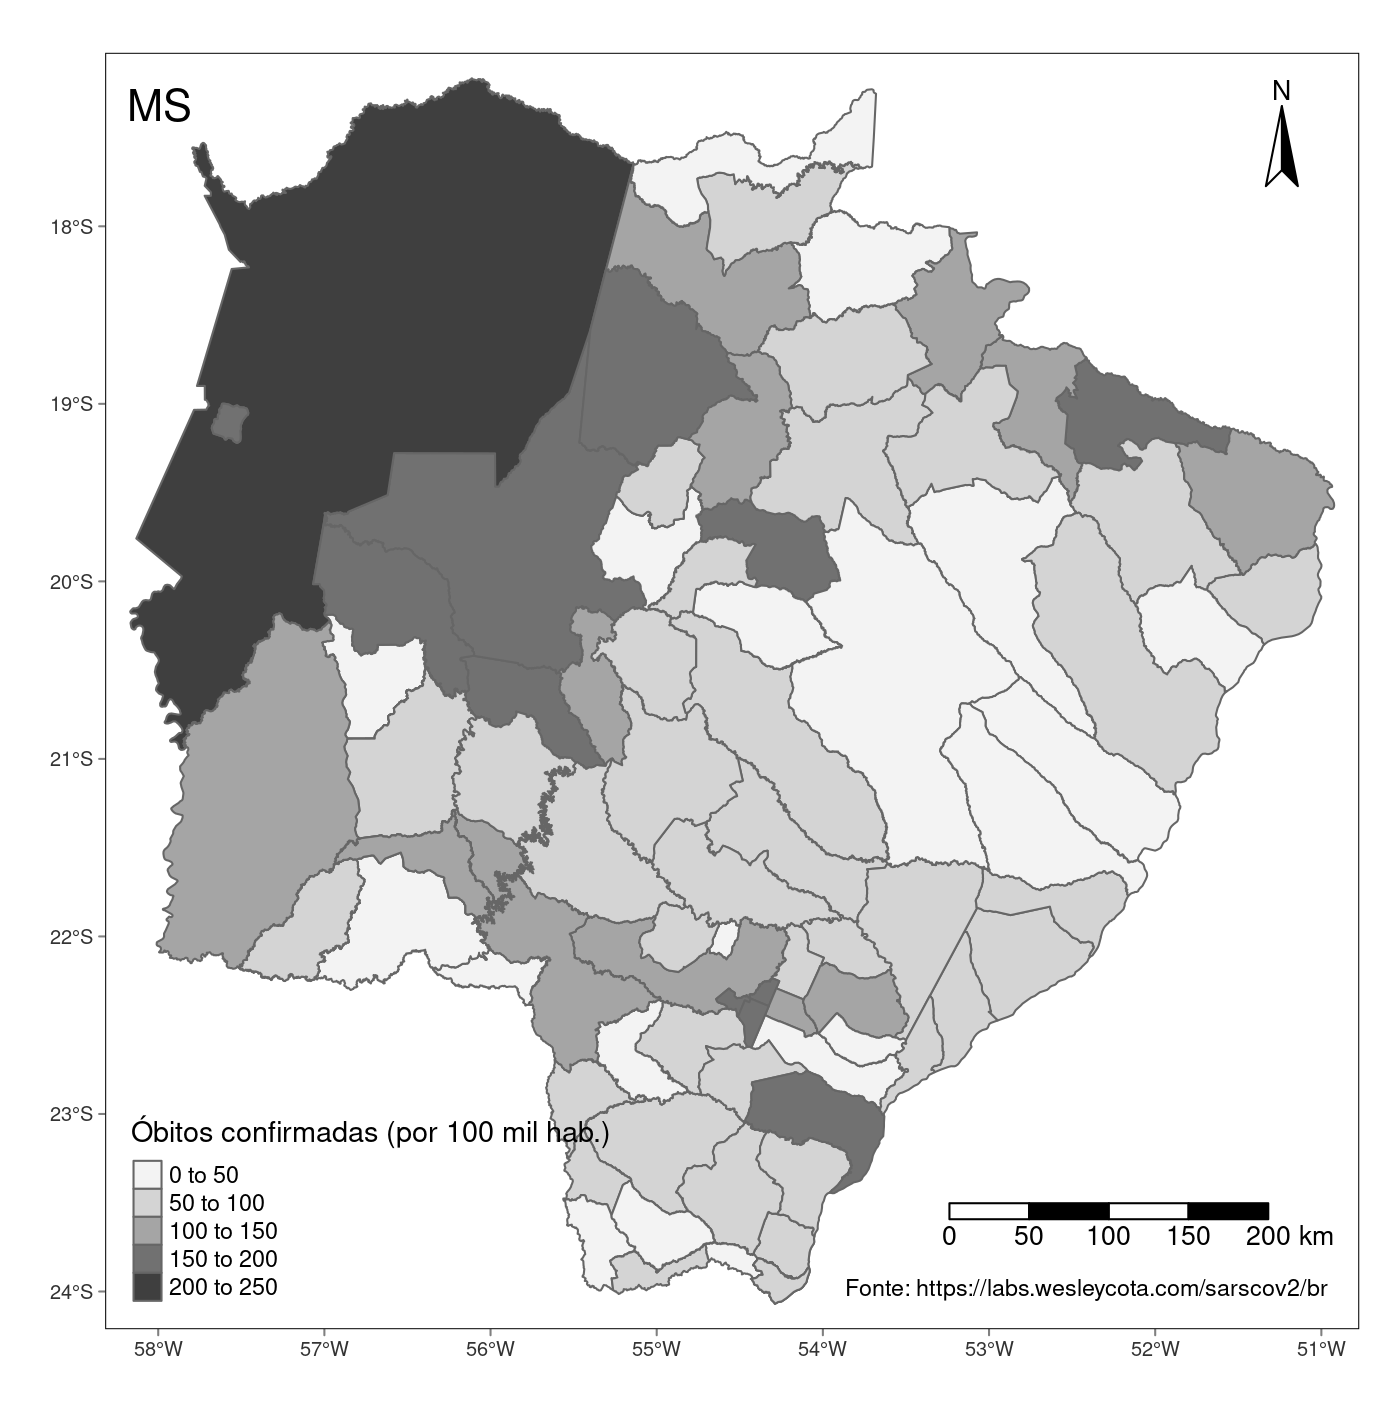 MS
N
18°S
19°S
20°S
21°S
22°S
23°S
24°S
Óbitos confirmadas (por 100 mil hab.)
0 to 50
50 to 100
100 to 150
150 to 200
200 to 250
0 50 100 150 200 km
Fonte: https://labs.wesleycota.com/sarscov2/br
58°W 57°W 56°W 55°W 54°W 53°W 52°W 51°W